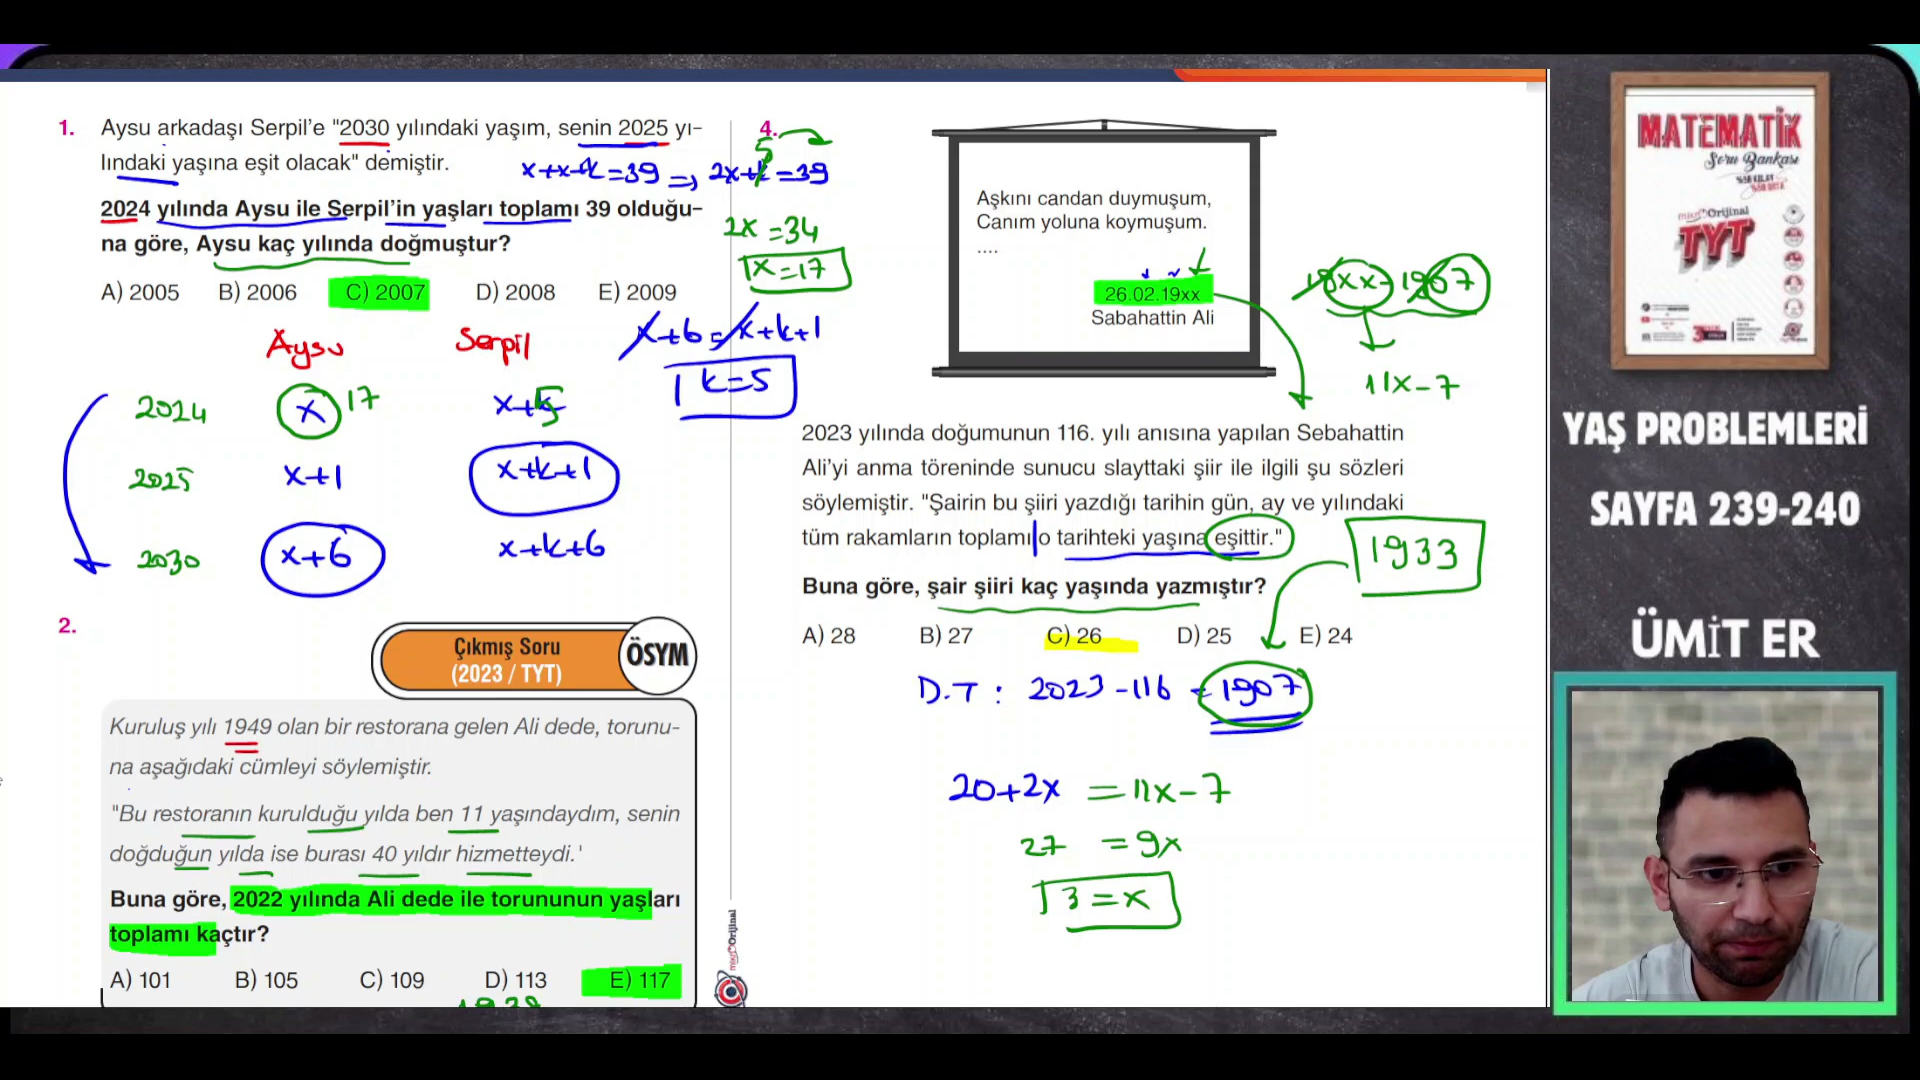 1. Aysu arkadaşı Serpil'e "2030 yılındaki yaşım, senin 2025 yı-
lındaki yaşına eşit olacak" demiştir.
x+x+k=39 => 2x+k=39
5
2024 yılında Aysu ile Serpil'in yaşları toplamı 39 olduğu-
na göre, Aysu kaç yılında doğmuştur?
2x=34
x=17
A) 2005 B) 2006 C) 2007 D) 2008 E) 2009
Aysu Serpil
x+6=x+k+1
k=5
2024 x 17 x+k 5
2025 x+1 x+k+1
2030 x+6 x+k+6
2.
Çıkmış Soru
(2023 / TYT)
ÖSYM
Kuruluş yılı 1949 olan bir restorana gelen Ali dede, torunu-
na aşağıdaki cümleyi söylemiştir.
"Bu restoranın kurulduğu yılda ben 11 yaşındaydım, senin
doğduğun yılda ise burası 40 yıldır hizmetteydi.'
Buna göre, 2022 yılında Ali dede ile torununun yaşları
toplamı kaçtır?
A) 101 B) 105 C) 109 D) 113 E) 117
4.
Aşkını candan duymuşum,
Canım yoluna koymuşum.
....
26.02.19xx
Sabahattin Ali
19xx-1907
11x-7
2023 yılında doğumunun 116. yılı anısına yapılan Sebahattin
Ali'yi anma töreninde sunucu slayttaki şiir ile ilgili şu sözleri
söylemiştir. "Şairin bu şiiri yazdığı tarihin gün, ay ve yılındaki
tüm rakamların toplamı o tarihteki yaşına eşittir."
1933
Buna göre, şair şiiri kaç yaşında yazmıştır?
A) 28 B) 27 C) 26 D) 25 E) 24
D.T : 2023-116 = 1907
20+2x =11x-7
27 =9x
3=x
mixOrijinal
MATEMATİK
Soru Bankası
Orijinal
TYT
YAŞ PROBLEMLERİ
SAYFA 239-240
ÜMİT ER